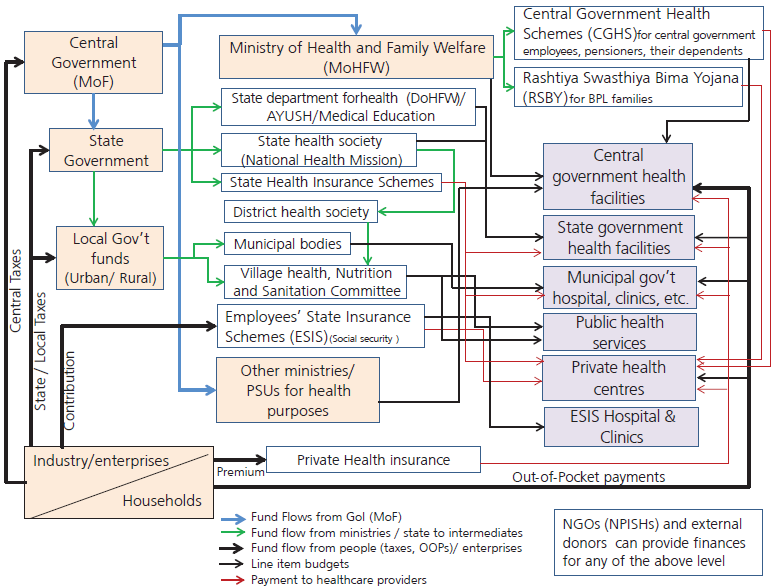 Central
Government
(MoF)
Ministry of Health and Family Welfare
(MoHFW)
Central Government Health
Schemes (CGHS)for central government
employees, pensioners, their dependents
Rashtiya Swasthiya Bima Yojana
(RSBY)for BPL families
State
Government
State department forhealth (DoHFW)/
AYUSH/Medical Education
State health society
(National Health Mission)
State Health Insurance Schemes
District health society
Local Gov't
funds
(Urban/ Rural)
Municipal bodies
Village health, Nutrition
and Sanitation Committee
Employees' State Insurance
Schemes (ESIS)(Social security )
Other ministries/
PSUs for health
purposes
Central
government health
facilities
State government
health facilities
Municipal gov't
hospital, clinics, etc.
Public health
services
Private health
centres
ESIS Hospital &
Clinics
Central Taxes
State / Local Taxes
Contribution
Industry/enterprises
Households
Premium
Private Health insurance
Out-of-Pocket payments
Fund Flows from GoI (MoF)
Fund flow from ministries / state to intermediates
Fund flow from people (taxes, OOPs)/ enterprises
Line item budgets
Payment to healthcare providers
NGOs (NPISHs) and external
donors can provide finances
for any of the above level